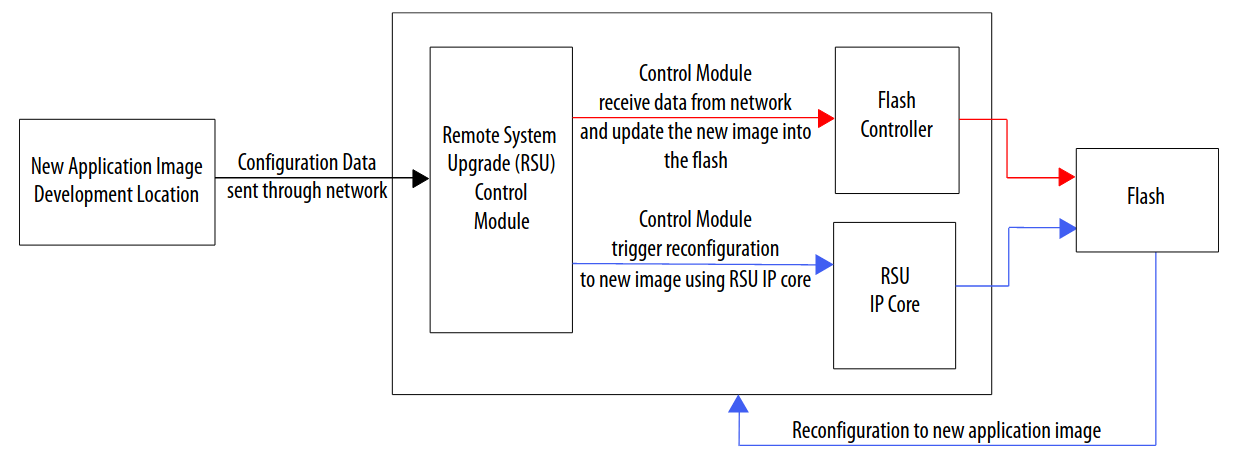 New Application Image
Development Location
Configuration Data
sent through network
Remote System
Upgrade (RSU)
Control
Module
Control Module
receive data from network
and update the new image into
the flash
Control Module
trigger reconfiguration
to new image using RSU IP core
Flash
Controller
RSU
IP Core
Flash
Reconfiguration to new application image